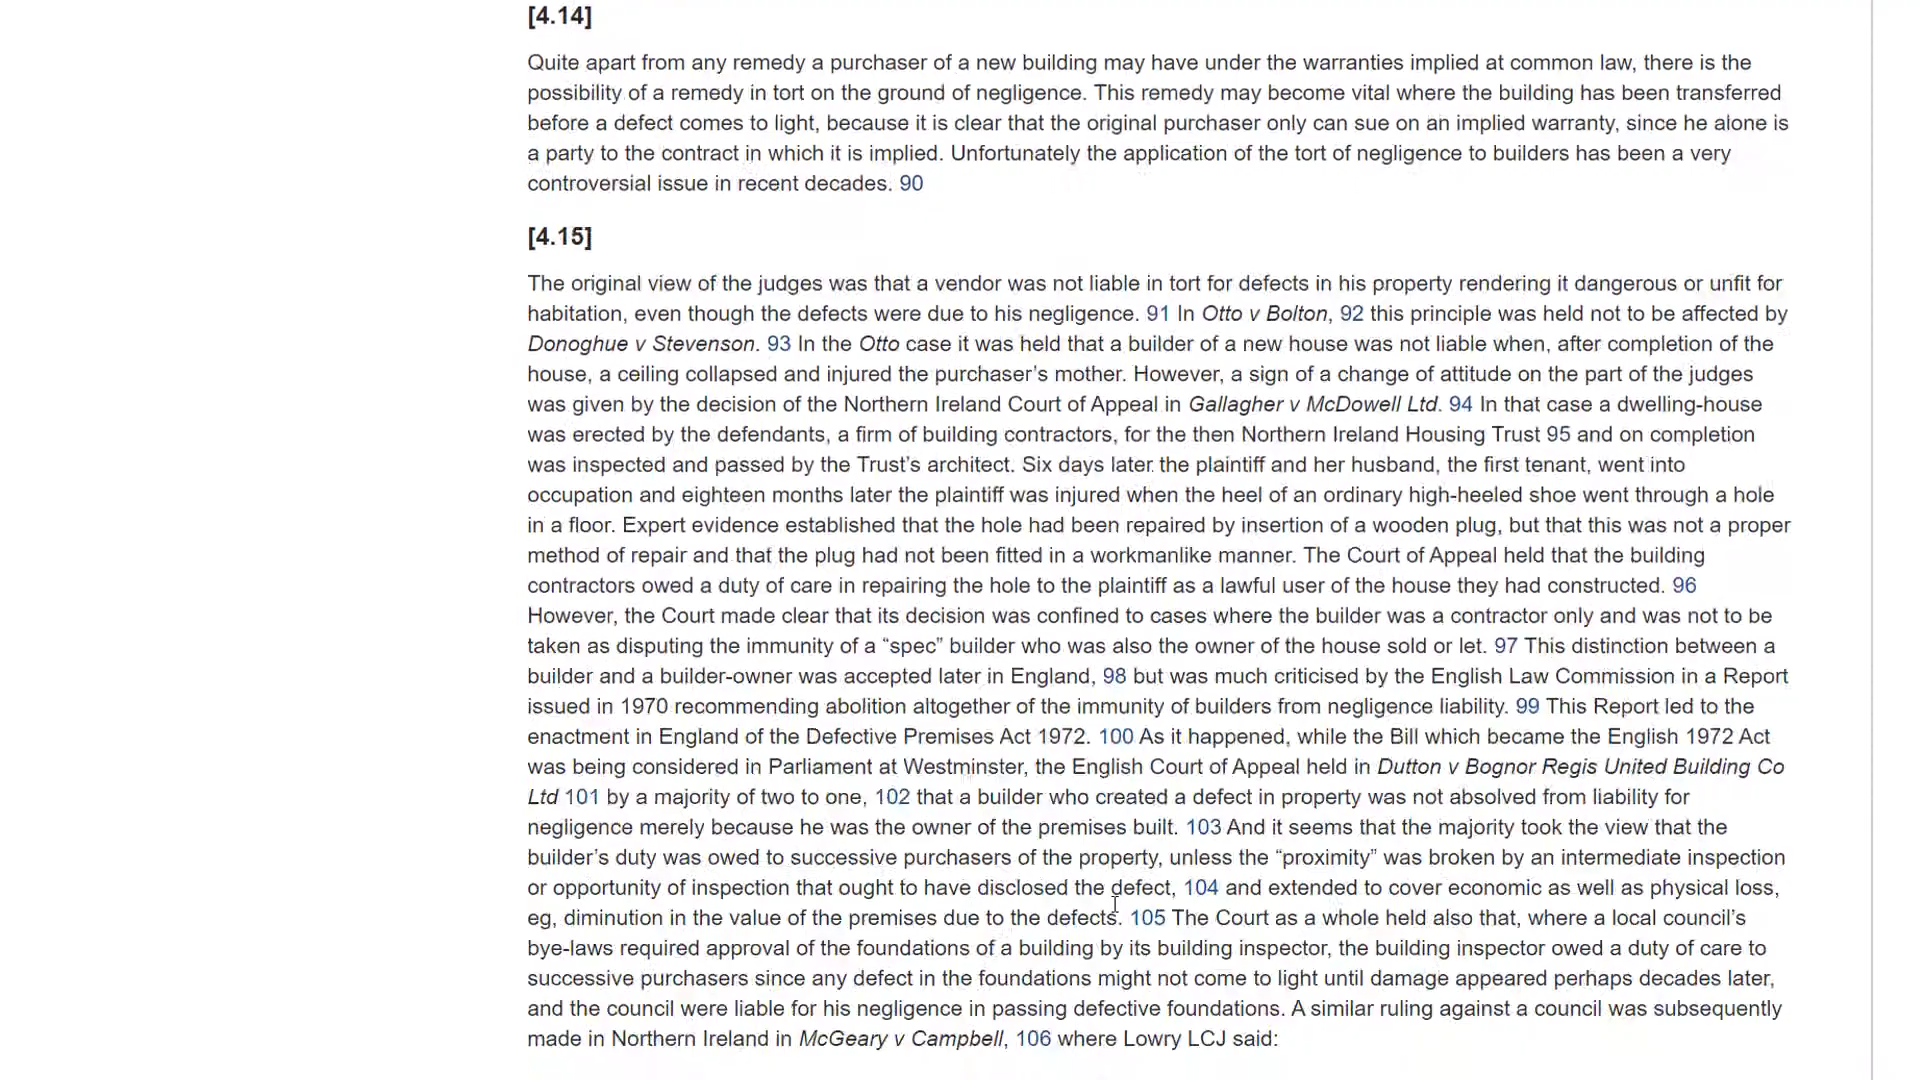 [4.14]
Quite apart from any remedy a purchaser of a new building may have under the warranties implied at common law, there is the
possibility of a remedy in tort on the ground of negligence. This remedy may become vital where the building has been transferred
before a defect comes to light, because it is clear that the original purchaser only can sue on an implied warranty, since he alone is
a party to the contract in which it is implied. Unfortunately the application of the tort of negligence to builders has been a very
controversial issue in recent decades. 90
[4.15]
The original view of the judges was that a vendor was not liable in tort for defects in his property rendering it dangerous or unfit for
habitation, even though the defects were due to his negligence. 91 In Otto v Bolton, 92 this principle was held not to be affected by
Donoghue v Stevenson. 93 In the Otto case it was held that a builder of a new house was not liable when, after completion of the
house, a ceiling collapsed and injured the purchaser's mother. However, a sign of a change of attitude on the part of the judges
was given by the decision of the Northern Ireland Court of Appeal in Gallagher v McDowell Ltd. 94 In that case a dwelling-house
was erected by the defendants, a firm of building contractors, for the then Northern Ireland Housing Trust 95 and on completion
was inspected and passed by the Trust's architect. Six days later the plaintiff and her husband, the first tenant, went into
occupation and eighteen months later the plaintiff was injured when the heel of an ordinary high-heeled shoe went through a hole
in a floor. Expert evidence established that the hole had been repaired by insertion of a wooden plug, but that this was not a proper
method of repair and that the plug had not been fitted in a workmanlike manner. The Court of Appeal held that the building
contractors owed a duty of care in repairing the hole to the plaintiff as a lawful user of the house they had constructed. 96
However, the Court made clear that its decision was confined to cases where the builder was a contractor only and was not to be
taken as disputing the immunity of a “spec” builder who was also the owner of the house sold or let. 97 This distinction between a
builder and a builder-owner was accepted later in England, 98 but was much criticised by the English Law Commission in a Report
issued in 1970 recommending abolition altogether of the immunity of builders from negligence liability. 99 This Report led to the
enactment in England of the Defective Premises Act 1972. 100 As it happened, while the Bill which became the English 1972 Act
was being considered in Parliament at Westminster, the English Court of Appeal held in Dutton v Bognor Regis United Building Co
Ltd 101 by a majority of two to one, 102 that a builder who created a defect in property was not absolved from liability for
negligence merely because he was the owner of the premises built. 103 And it seems that the majority took the view that the
builder's duty was owed to successive purchasers of the property, unless the “proximity” was broken by an intermediate inspection
or opportunity of inspection that ought to have disclosed the defect, 104 and extended to cover economic as well as physical loss,
eg, diminution in the value of the premises due to the defects. 105 The Court as a whole held also that, where a local council's
bye-laws required approval of the foundations of a building by its building inspector, the building inspector owed a duty of care to
successive purchasers since any defect in the foundations might not come to light until damage appeared perhaps decades later,
and the council were liable for his negligence in passing defective foundations. A similar ruling against a council was subsequently
made in Northern Ireland in McGeary v Campbell, 106 where Lowry LCJ said: